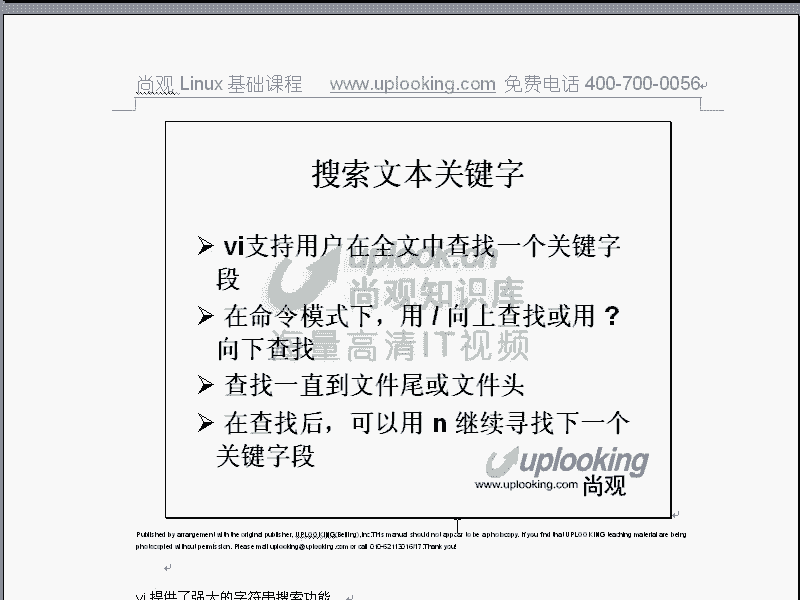 尚观 Linux 基础课程 www.uplooking.com 免费电话 400-700-0056
搜索文本关键字
vi支持用户在全文中查找一个关键字
段
在命令模式下，用 / 向上查找或用 ?
向下查找
查找一直到文件尾或文件头
在查找后，可以用 n 继续寻找下一个
关键字段
uplook.cn
尚观知识库
海量高清IT视频
uplooking
www.uplooking.com 尚观
Published by arrangement with the original publisher, UPLOOKING(Beijing),Inc.This manual should not appear to be a photocopy. If you find that UPLOOKING teaching material are being
photocopied without permission. Please mail uplooking@uplooking.com or call 010-52113016/17.Thank you!
vi 提供了强大的字符串搜索功能